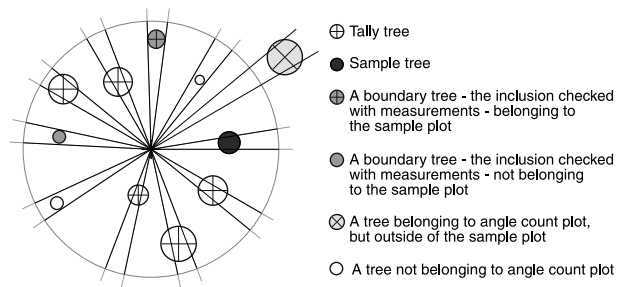 Tally tree
Sample tree
A boundary tree - the inclusion checked
with measurements - belonging to
the sample plot
A boundary tree - the inclusion checked
with measurements - not belonging
to the sample plot
A tree belonging to angle count plot,
but outside of the sample plot
A tree not belonging to angle count plot